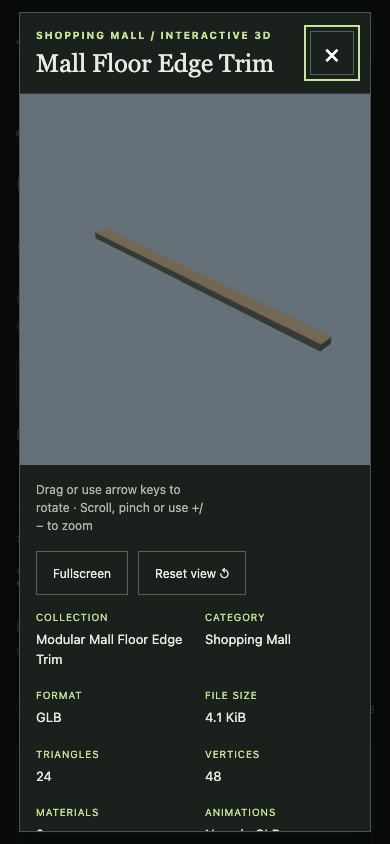 SHOPPING MALL / INTERACTIVE 3D
Mall Floor Edge Trim
×
Drag or use arrow keys to
rotate · Scroll, pinch or use +/
− to zoom
Fullscreen
Reset view ↺
COLLECTION
Modular Mall Floor Edge
Trim
CATEGORY
Shopping Mall
FORMAT
GLB
FILE SIZE
4.1 KiB
TRIANGLES
24
VERTICES
48
MATERIALS
ANIMATIONS